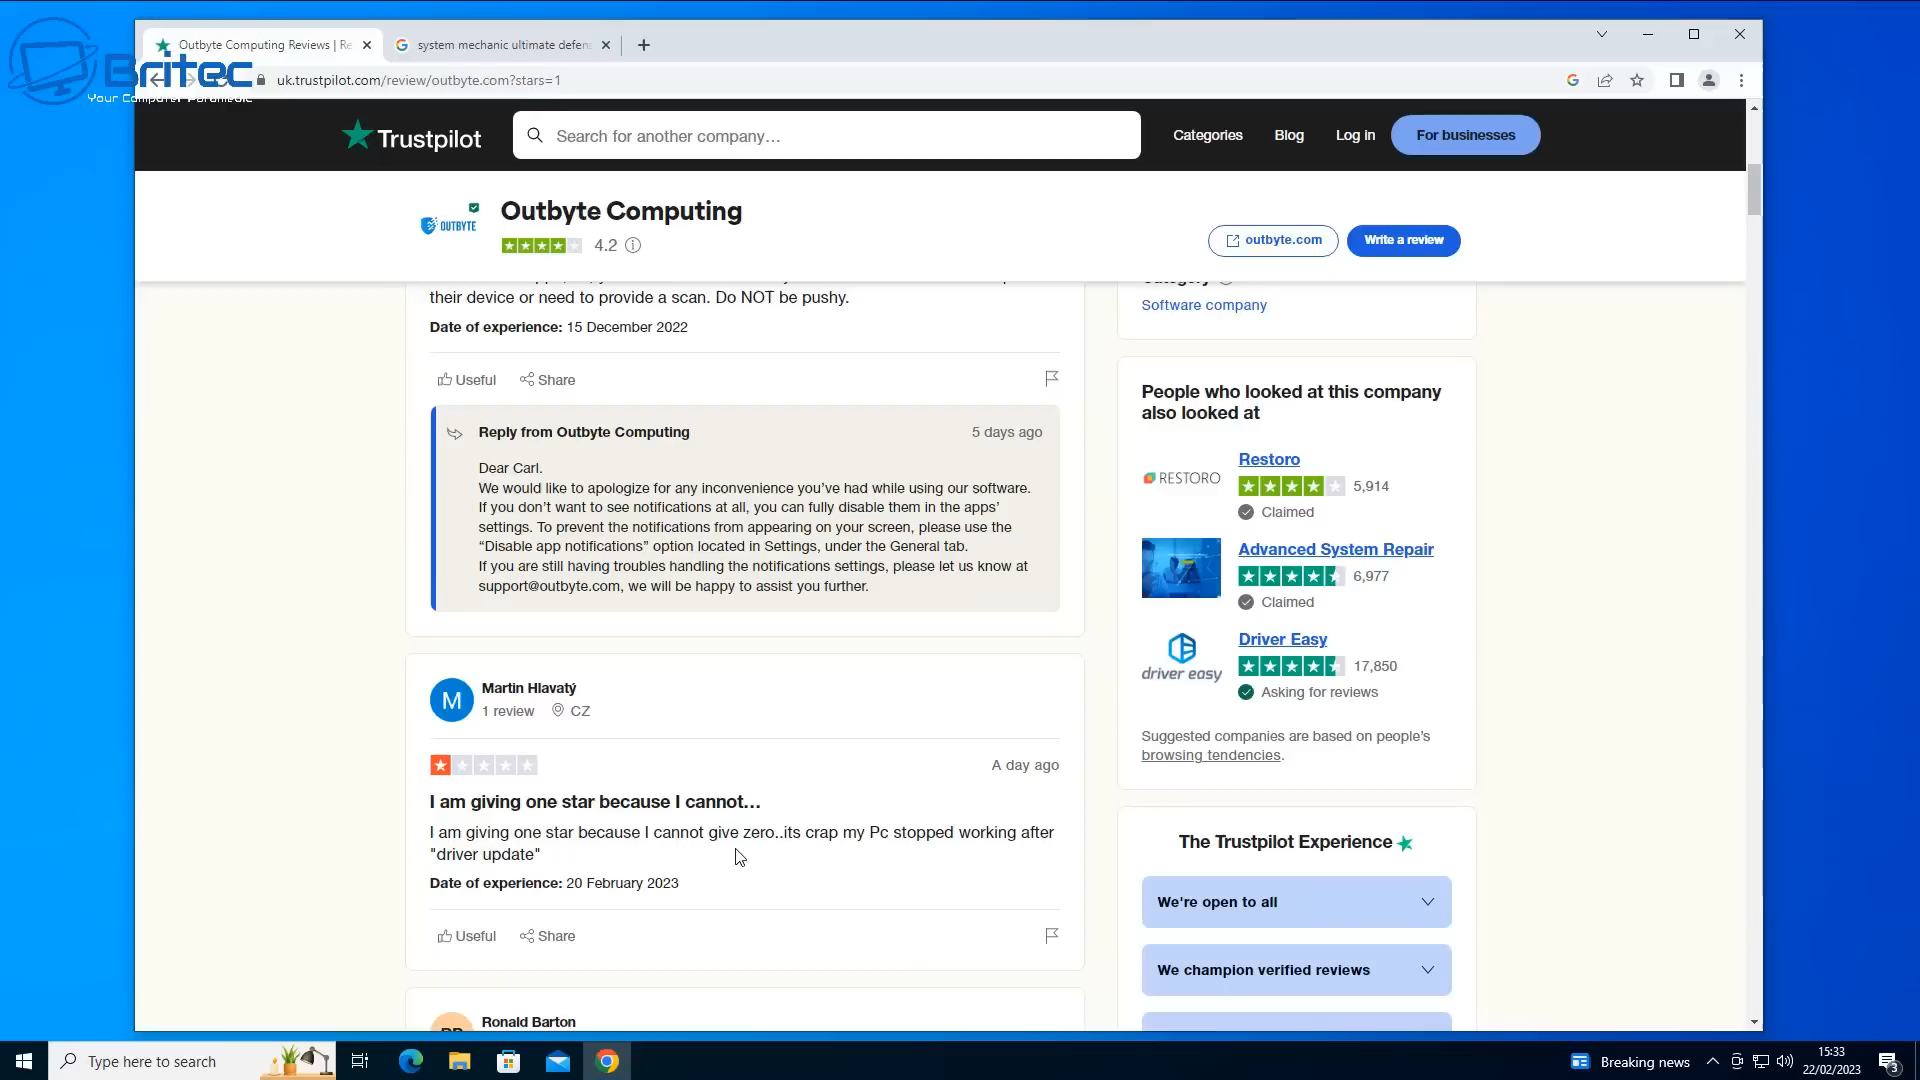 Outbyte Computing Reviews | Re
system mechanic ultimate defen
Britec
Your Computer Paramedic
uk.trustpilot.com/review/outbyte.com?stars=1
Trustpilot
Search for another company…
Categories
Blog
Log in
For businesses
OUTBYTE
Outbyte Computing
4.2
outbyte.com
Write a review
their device or need to provide a scan. Do NOT be pushy.
Date of experience: 15 December 2022
Useful
Share
Reply from Outbyte Computing
5 days ago
Dear Carl.
We would like to apologize for any inconvenience you've had while using our software.
If you don't want to see notifications at all, you can fully disable them in the apps'
settings. To prevent the notifications from appearing on your screen, please use the
“Disable app notifications” option located in Settings, under the General tab.
If you are still having troubles handling the notifications settings, please let us know at
support@outbyte.com, we will be happy to assist you further.
M
Martin Hlavatý
1 review
CZ
A day ago
I am giving one star because I cannot…
I am giving one star because I cannot give zero..its crap my Pc stopped working after
"driver update"
Date of experience: 20 February 2023
Useful
Share
Ronald Barton
Category
Software company
People who looked at this company
also looked at
RESTORO
Restoro
5,914
Claimed
Advanced System Repair
6,977
Claimed
driver easy
Driver Easy
17,850
Asking for reviews
Suggested companies are based on people's
browsing tendencies.
The Trustpilot Experience
We're open to all
We champion verified reviews
Type here to search
Breaking news
15:33
22/02/2023
3